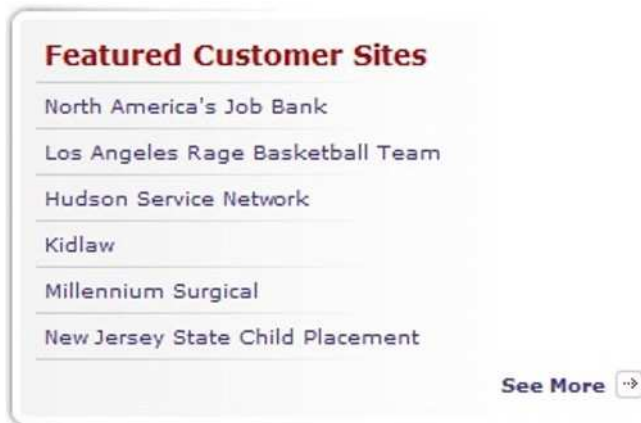 Featured Customer Sites
North America's Job Bank
Los Angeles Rage Basketball Team
Hudson Service Network
Kidlaw
Millennium Surgical
New Jersey State Child Placement
See More